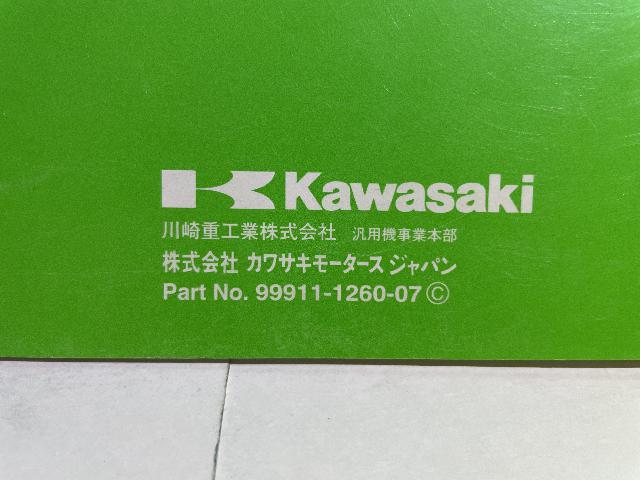 Kawasaki
川崎重工業株式会社 汎用機事業本部
株式会社 カワサキモータース ジャパン
Part No. 99911-1260-07 Ⓒ